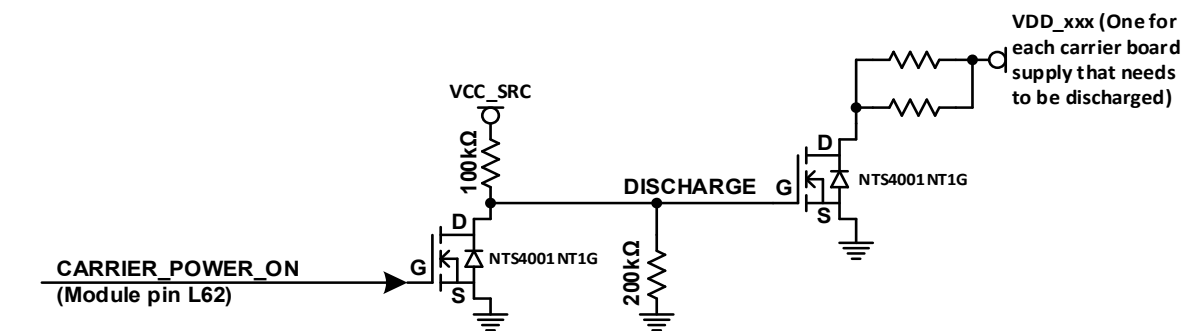 VDD_xxx (One for
each carrier board
supply that needs
to be discharged)
VCC_SRC
100kΩ
D
NTS4001NT1G
G
S
DISCHARGE
D
G
NTS4001NT1G
S
200kΩ
CARRIER_POWER_ON
(Module pin L62)